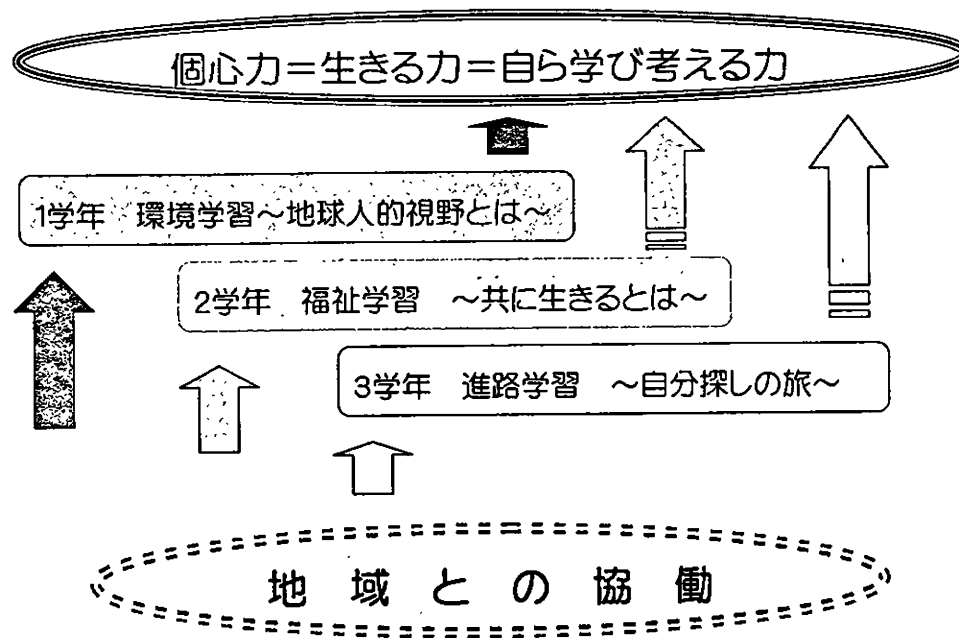 個心力＝生きる力＝自ら学び考える力
1学年　環境学習～地球人的視野とは～
2学年　福祉学習　～共に生きるとは～
3学年　進路学習　～自分探しの旅～
地域との協働